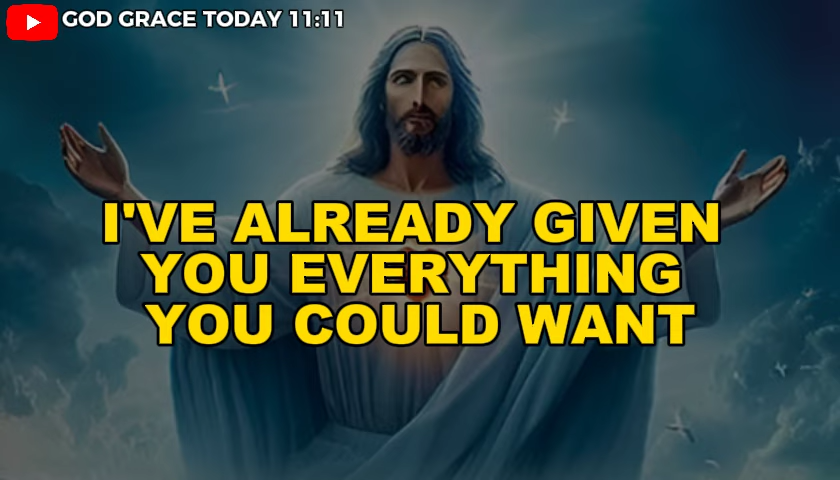 GOD GRACE TODAY 11:11
I'VE ALREADY GIVEN
YOU EVERYTHING
YOU COULD WANT